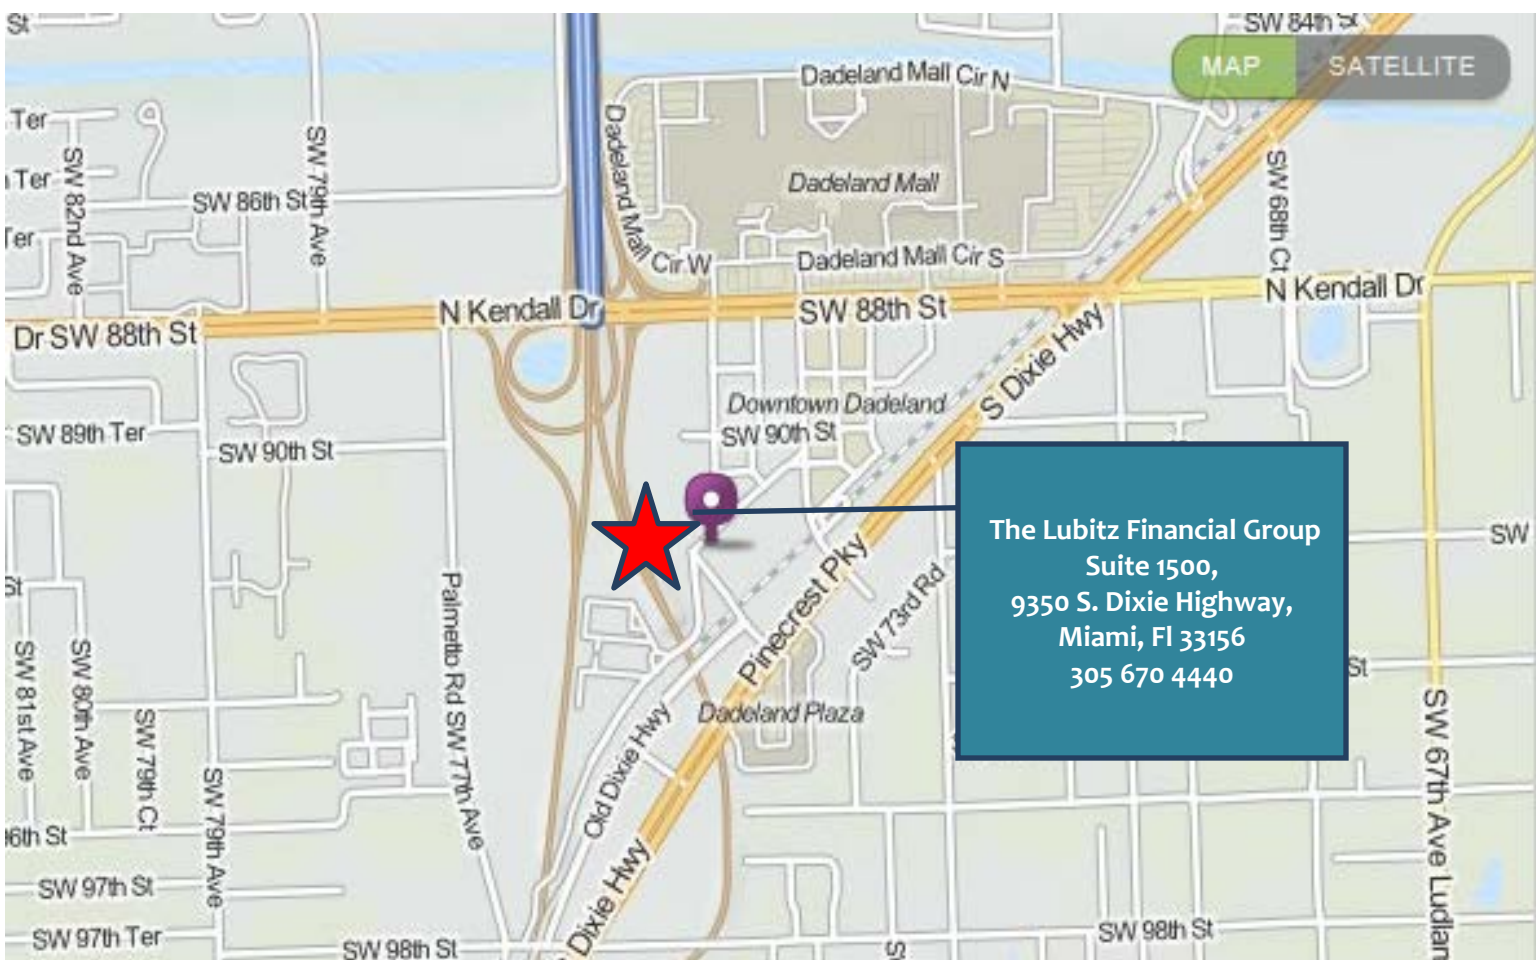 St
SW 84th St
MAP
SATELLITE
Dadeland Mall Cir N
Ter
SW 79th Ave
Dadeland Mall Cir W
SW 82nd Ave
SW 68th Ct
Ter
Dadeland Mall
SW 86th St
Ter
Dadeland Mall Cir S
N Kendall Dr
N Kendall Dr
SW 88th St
Dr SW 88th St
S Dixie Hwy
Downtown Dadeland
SW 89th Ter
SW 90th St
SW 90th St
The Lubitz Financial Group
Suite 1500,
9350 S. Dixie Highway,
Miami, Fl 33156
305 670 4440
SW
Pinecrest Pky
SW 73rd Rd
St
Palmetto Rd SW 77th Ave
SW 81st Ave
SW 80th Ave
St
SW 67th Ave Ludlam
Dadeland Plaza
SW 79th Ct
Old Dixie Hwy
SW 79th Ave
96th St
Dixie Hwy
SW 97th St
SW 97th Ter
SW 98th St
SW 98th St